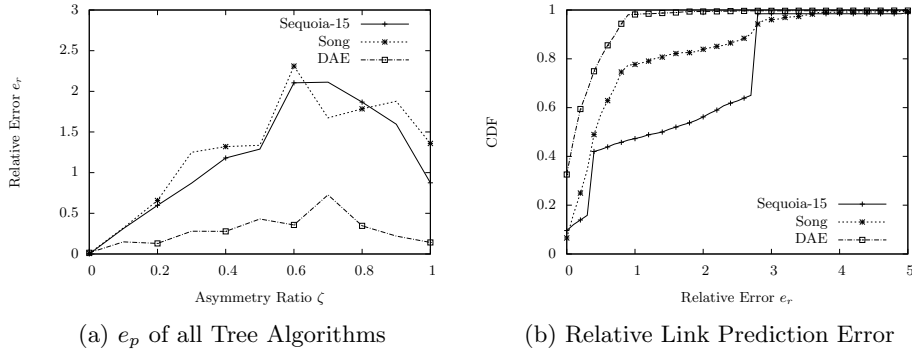 3
2.5
2
1.5
1
0.5
0
0 0.2 0.4 0.6 0.8 1
Relative Error e_r
Asymmetry Ratio ζ
Sequoia-15
Song
DAE
(a) e_p of all Tree Algorithms
1
0.8
0.6
0.4
0.2
0
0 1 2 3 4 5
CDF
Relative Error e_r
Sequoia-15
Song
DAE
(b) Relative Link Prediction Error